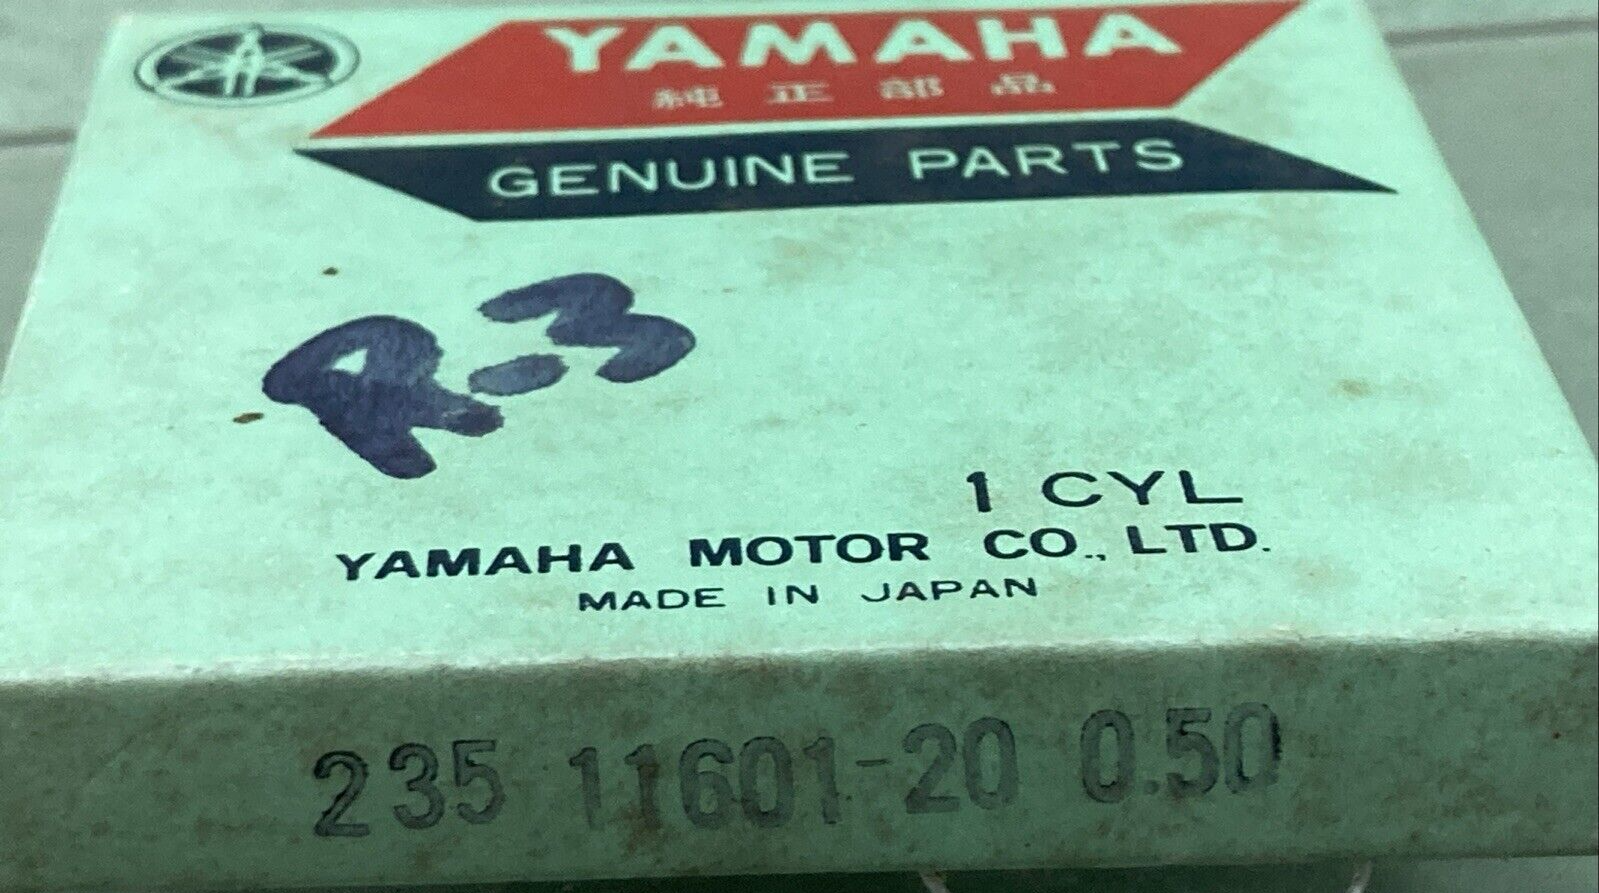 YAMAHA
純正部品
GENUINE PARTS
R-3
1 CYL
YAMAHA MOTOR CO., LTD.
MADE IN JAPAN
235 11601-20 0.50